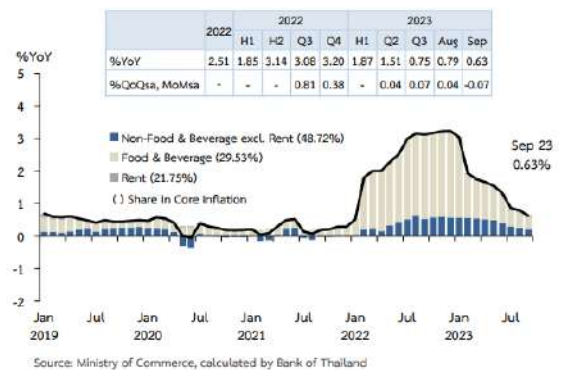 2022 2023
2022 H1 H2 Q3 Q4 H1 Q2 Q3 Aug Sep
%YoY 2.51 1.85 3.14 3.08 3.20 1.87 1.51 0.75 0.79 0.63
%QoQsa, MoMsa - - - 0.81 0.38 - 0.04 0.07 0.04 -0.07
%YoY
5
4
3
2
1
0
-1
-2
Non-Food & Beverage excl. Rent (48.72%)
Food & Beverage (29.53%)
Rent (21.75%)
( ) Share in Core Inflation
Sep 23
0.63%
Jan Jul Jan Jul Jan Jul Jan Jul Jan Jul
2019 2020 2021 2022 2023
Source: Ministry of Commerce, calculated by Bank of Thailand